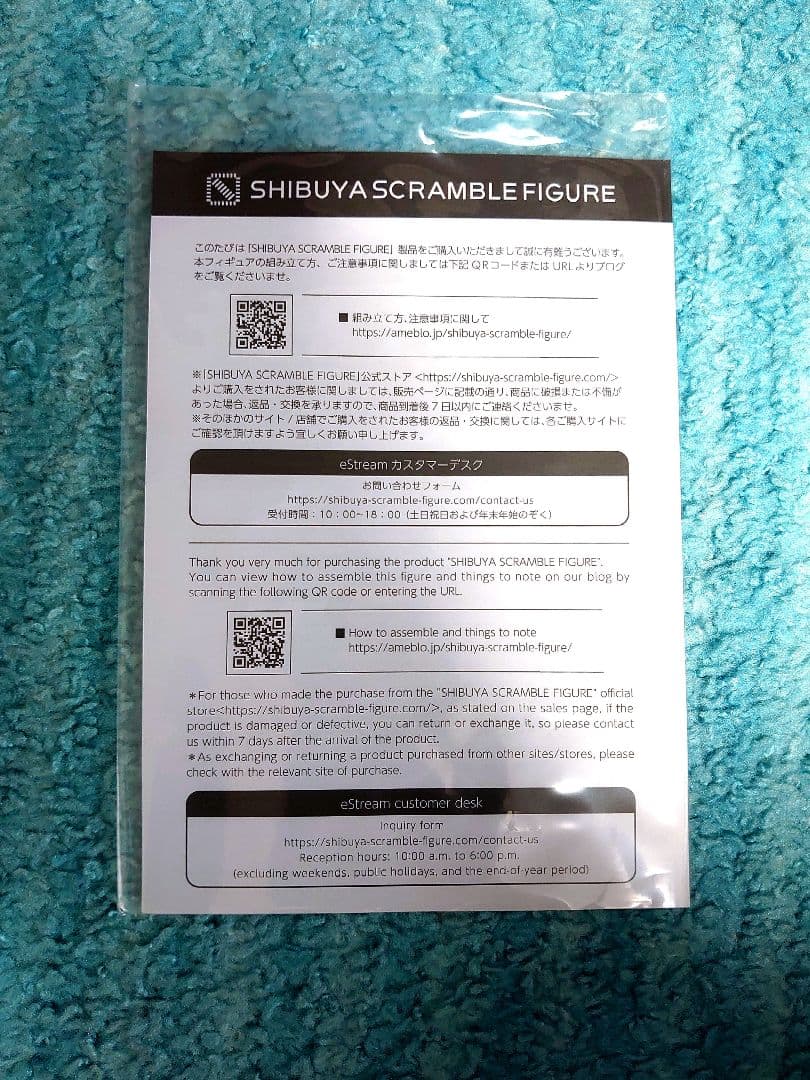 SHIBUYA SCRAMBLE FIGURE
このたびは「SHIBUYA SCRAMBLE FIGURE」 製品をご購入いただきまして誠に有難うございます。
本フィギュアの組み立て方、ご注意事項に関しましては下記 QRコードまたは URLよりブログ
をご覧くださいませ。
■ 組み立て方、注意事項に関して
https://ameblo.jp/shibuya-scramble-figure/
※「SHIBUYA SCRAMBLE FIGURE」公式ストア <https://shibuya-scramble-figure.com/>
よりご購入をされたお客様に関しましては、販売ページに記載の通り、商品に破損または不備が
あった場合、返品・交換を承りますので、商品到着後7日以内にご連絡くださいませ。
※そのほかのサイト / 店舗でご購入をされたお客様の返品・交換に関しては、各ご購入サイトに
ご確認を頂けますよう宜しくお願い申し上げます。
eStream カスタマーデスク
お問い合わせフォーム
https://shibuya-scramble-figure.com/contact-us
受付時間：10：00~18：00（土日祝日および年末年始のぞく）
Thank you very much for purchasing the product "SHIBUYA SCRAMBLE FIGURE".
You can view how to assemble this figure and things to note on our blog by
scanning the following QR code or entering the URL.
■ How to assemble and things to note
https://ameblo.jp/shibuya-scramble-figure/
*For those who made the purchase from the "SHIBUYA SCRAMBLE FIGURE" official
store<https://shibuya-scramble-figure.com/>, as stated on the sales page, if the
product is damaged or defective, you can return or exchange it, so please contact
us within 7 days after the arrival of the product.
*As exchanging or returning a product purchased from other sites/stores, please
check with the relevant site of purchase.
eStream customer desk
Inquiry form
https://shibuya-scramble-figure.com/contact-us
Reception hours: 10:00 a.m. to 6:00 p.m.
(excluding weekends, public holidays, and the end-of-year period)